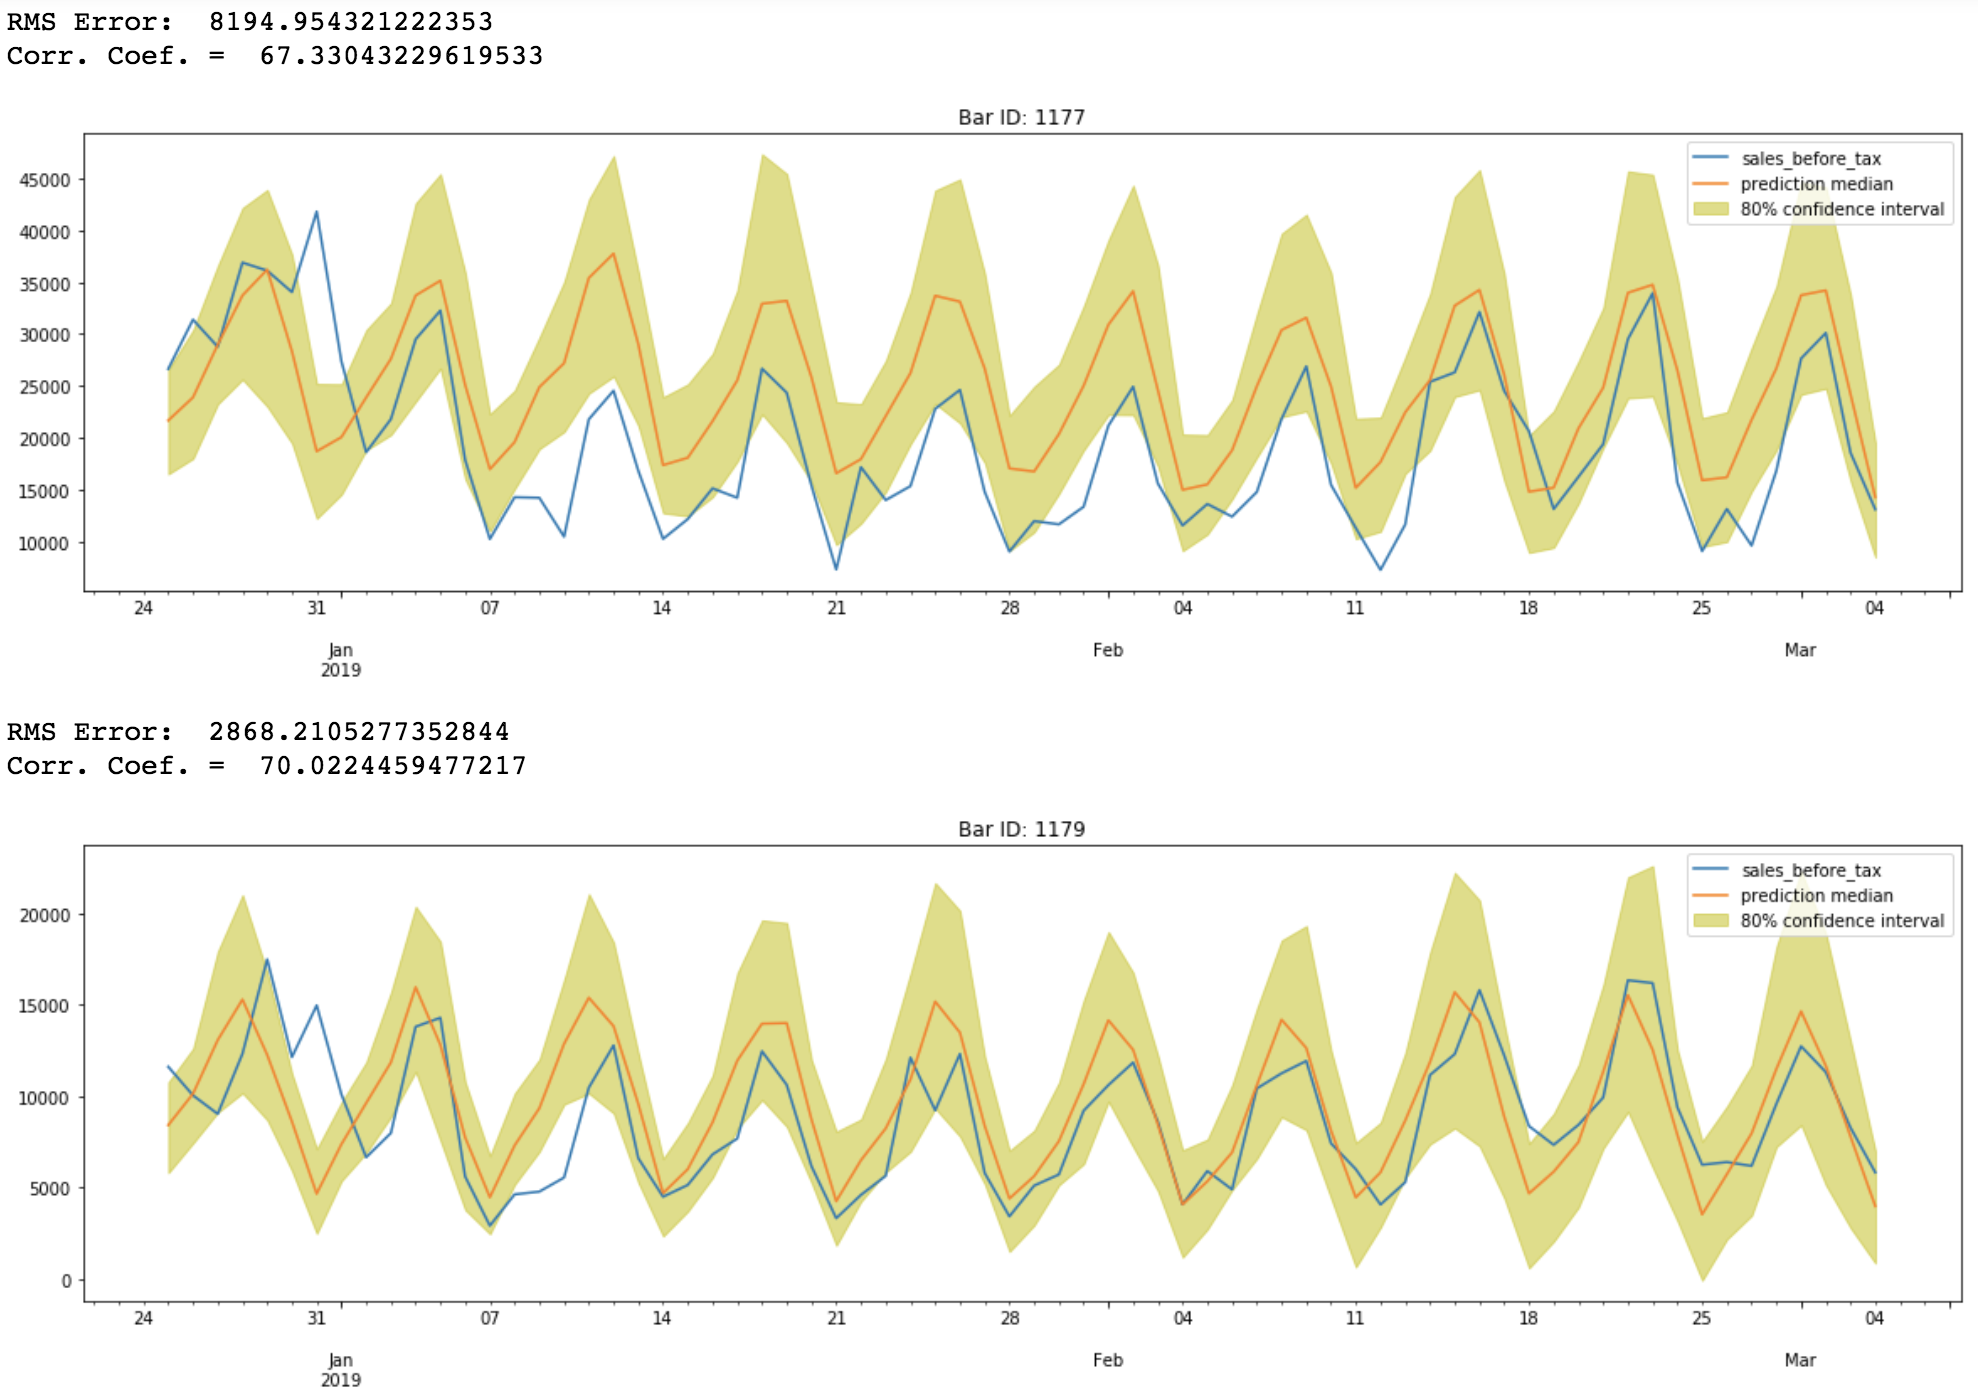 RMS Error:  8194.954321222353
Corr. Coef. =  67.33043229619533
Bar ID: 1177
sales_before_tax
prediction median
80% confidence interval
45000
40000
35000
30000
25000
20000
15000
10000
24 31 07 14 21 28 04 11 18 25 04
Jan Feb Mar
2019
RMS Error:  2868.2105277352844
Corr. Coef. =  70.0224459477217
Bar ID: 1179
sales_before_tax
prediction median
80% confidence interval
20000
15000
10000
5000
0
24 31 07 14 21 28 04 11 18 25 04
Jan Feb Mar
2019